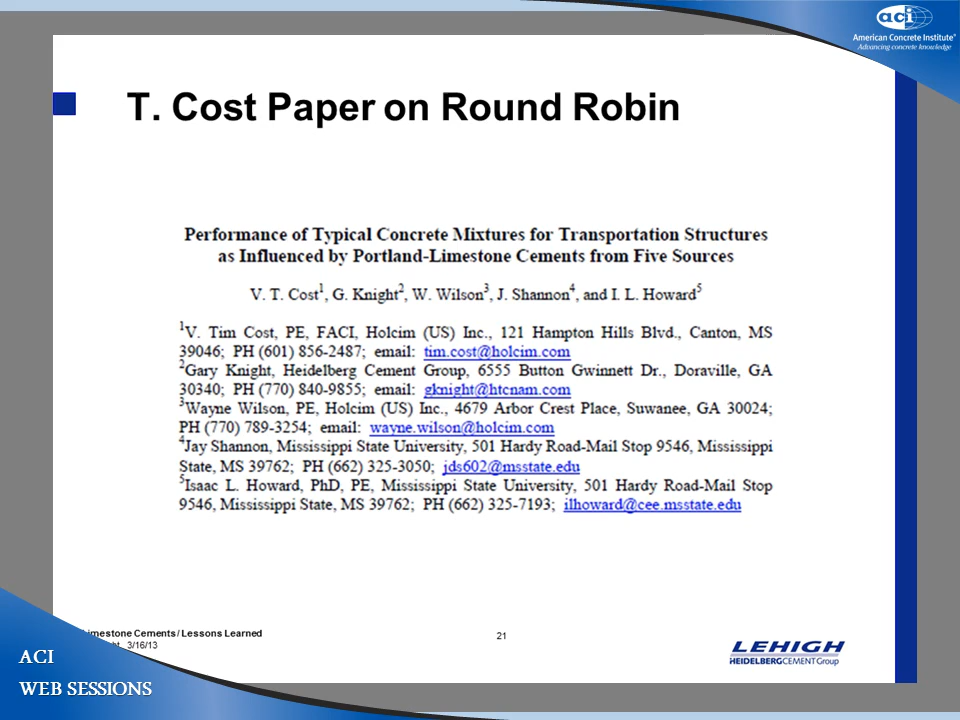 aci
American Concrete Institute®
Advancing concrete knowledge
T. Cost Paper on Round Robin
Performance of Typical Concrete Mixtures for Transportation Structures
as Influenced by Portland-Limestone Cements from Five Sources
V. T. Cost1, G. Knight2, W. Wilson3, J. Shannon4, and I. L. Howard5
1V. Tim Cost, PE, FACI, Holcim (US) Inc., 121 Hampton Hills Blvd., Canton, MS
39046; PH (601) 856-2487; email: tim.cost@holcim.com
2Gary Knight, Heidelberg Cement Group, 6555 Button Gwinnett Dr., Doraville, GA
30340; PH (770) 840-9855; email: gknight@htcnam.com
3Wayne Wilson, PE, Holcim (US) Inc., 4679 Arbor Crest Place, Suwanee, GA 30024;
PH (770) 789-3254; email: wayne.wilson@holcim.com
4Jay Shannon, Mississippi State University, 501 Hardy Road-Mail Stop 9546, Mississippi
State, MS 39762; PH (662) 325-3050; jds602@msstate.edu
5Isaac L. Howard, PhD, PE, Mississippi State University, 501 Hardy Road-Mail Stop
9546, Mississippi State, MS 39762; PH (662) 325-7193; ilhoward@cee.msstate.edu
Limestone Cements / Lessons Learned
3/16/13
21
LEHIGH
HEIDELBERGCEMENT Group
ACI
WEB SESSIONS